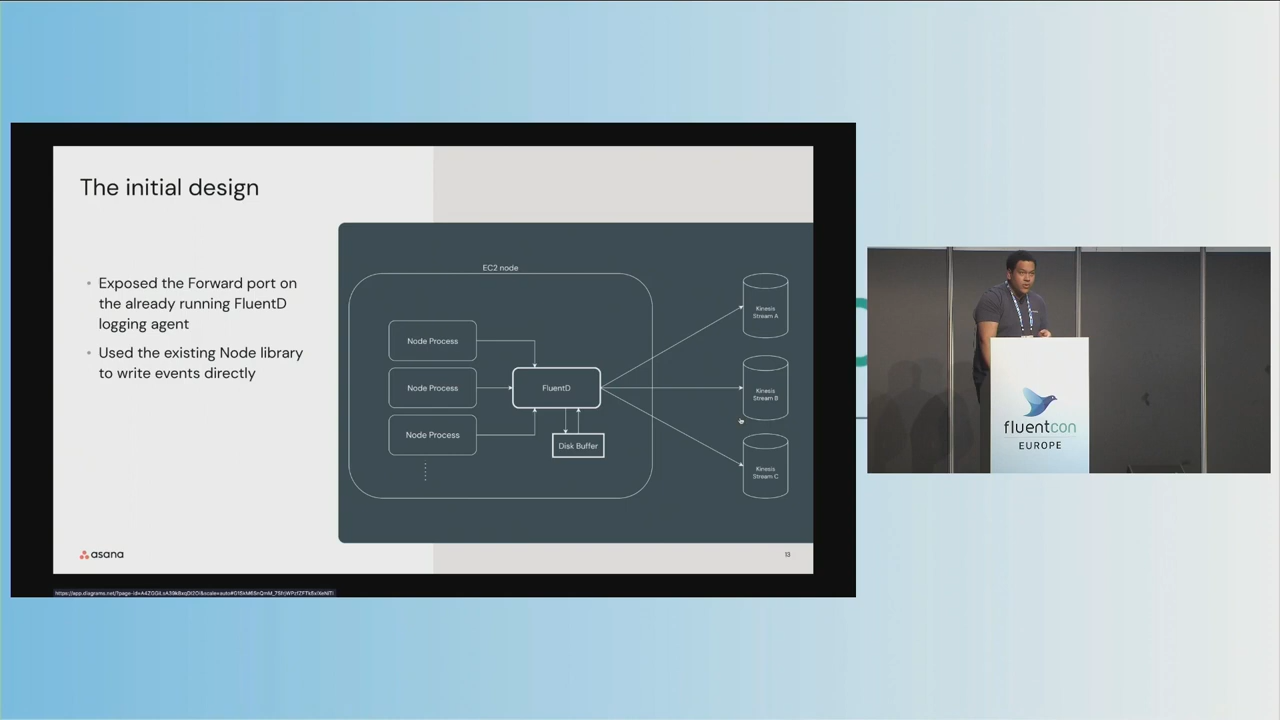 The initial design
• Exposed the Forward port on
the already running FluentD
logging agent
• Used the existing Node library
to write events directly
EC2 node
Node Process
Node Process
Node Process
FluentD
Disk Buffer
Kinesis
Stream A
Kinesis
Stream B
Kinesis
Stream C
asana
13
fluentcon
EUROPE